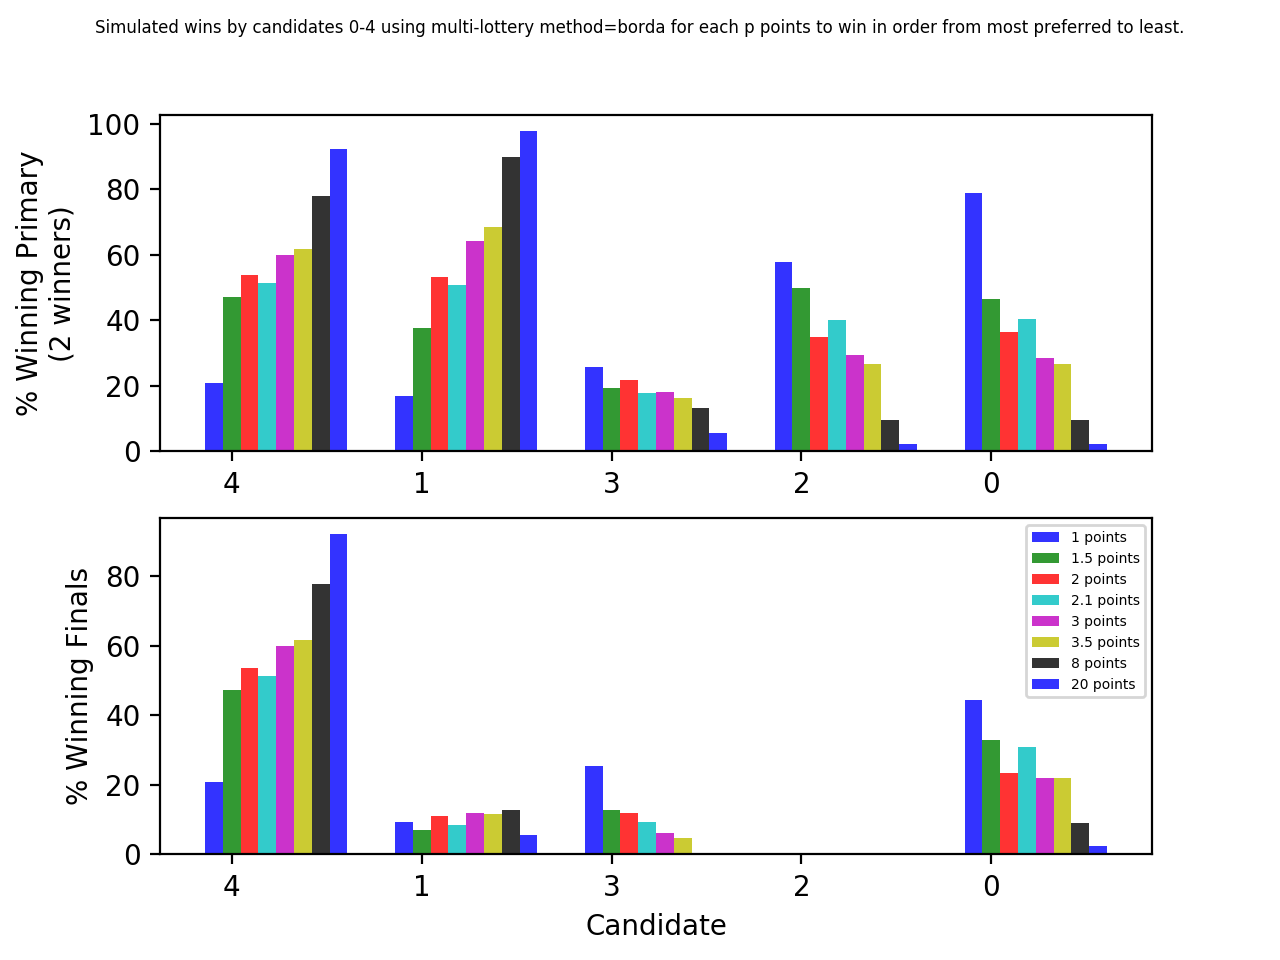 Simulated wins by candidates 0-4 using multi-lottery method=borda for each p points to win in order from most preferred to least.
% Winning Primary
(2 winners)
100
80
60
40
20
0
4 1 3 2 0
% Winning Finals
80
60
40
20
0
1 points
1.5 points
2 points
2.1 points
3 points
3.5 points
8 points
20 points
4 1 3 2 0
Candidate